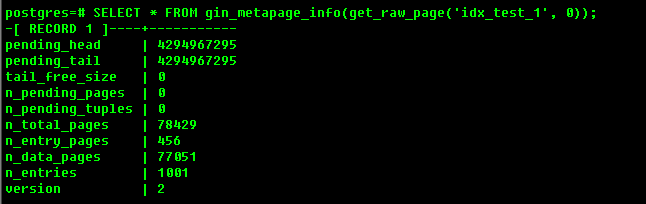 postgres=# SELECT * FROM gin_metapage_info(get_raw_page('idx_test_1', 0));
-[ RECORD 1 ]----+-----------
pending_head     | 4294967295
pending_tail     | 4294967295
tail_free_size   | 0
n_pending_pages  | 0
n_pending_tuples | 0
n_total_pages    | 78429
n_entry_pages    | 456
n_data_pages     | 77051
n_entries        | 1001
version          | 2